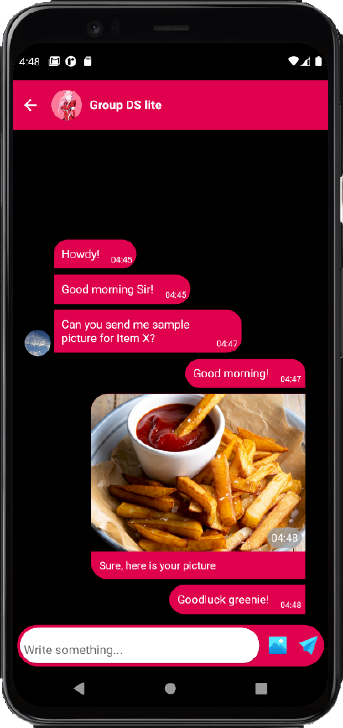 4:48
Group DS lite
Howdy!
04:45
Good morning Sir!
04:45
Can you send me sample
picture for Item X?
04:47
Good morning!
04:47
04:48
Sure, here is your picture
Goodluck greenie!
04:48
Write something...